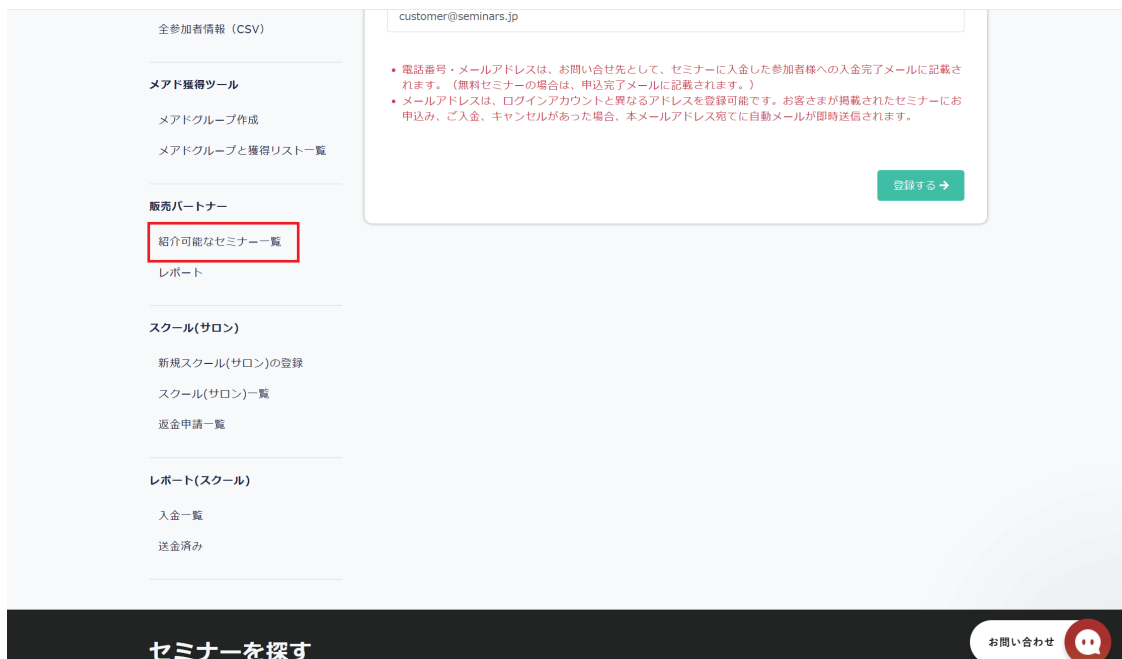 全参加者情報（CSV）
メアド獲得ツール
メアドグループ作成
メアドグループと獲得リスト一覧
販売パートナー
紹介可能なセミナー一覧
レポート
スクール(サロン)
新規スクール(サロン)の登録
スクール(サロン)一覧
返金申請一覧
レポート(スクール)
入金一覧
送金済み
customer@seminars.jp
• 電話番号・メールアドレスは、お問い合せ先として、セミナーに入金した参加者様への入金完了メールに記載さ
れます。（無料セミナーの場合は、申込完了メールに記載されます。）
• メールアドレスは、ログインアカウントと異なるアドレスを登録可能です。お客さまが掲載されたセミナーにお
申込み、ご入金、キャンセルがあった場合、本メールアドレス宛てに自動メールが即時送信されます。
登録する →
セミナーを探す
お問い合わせ